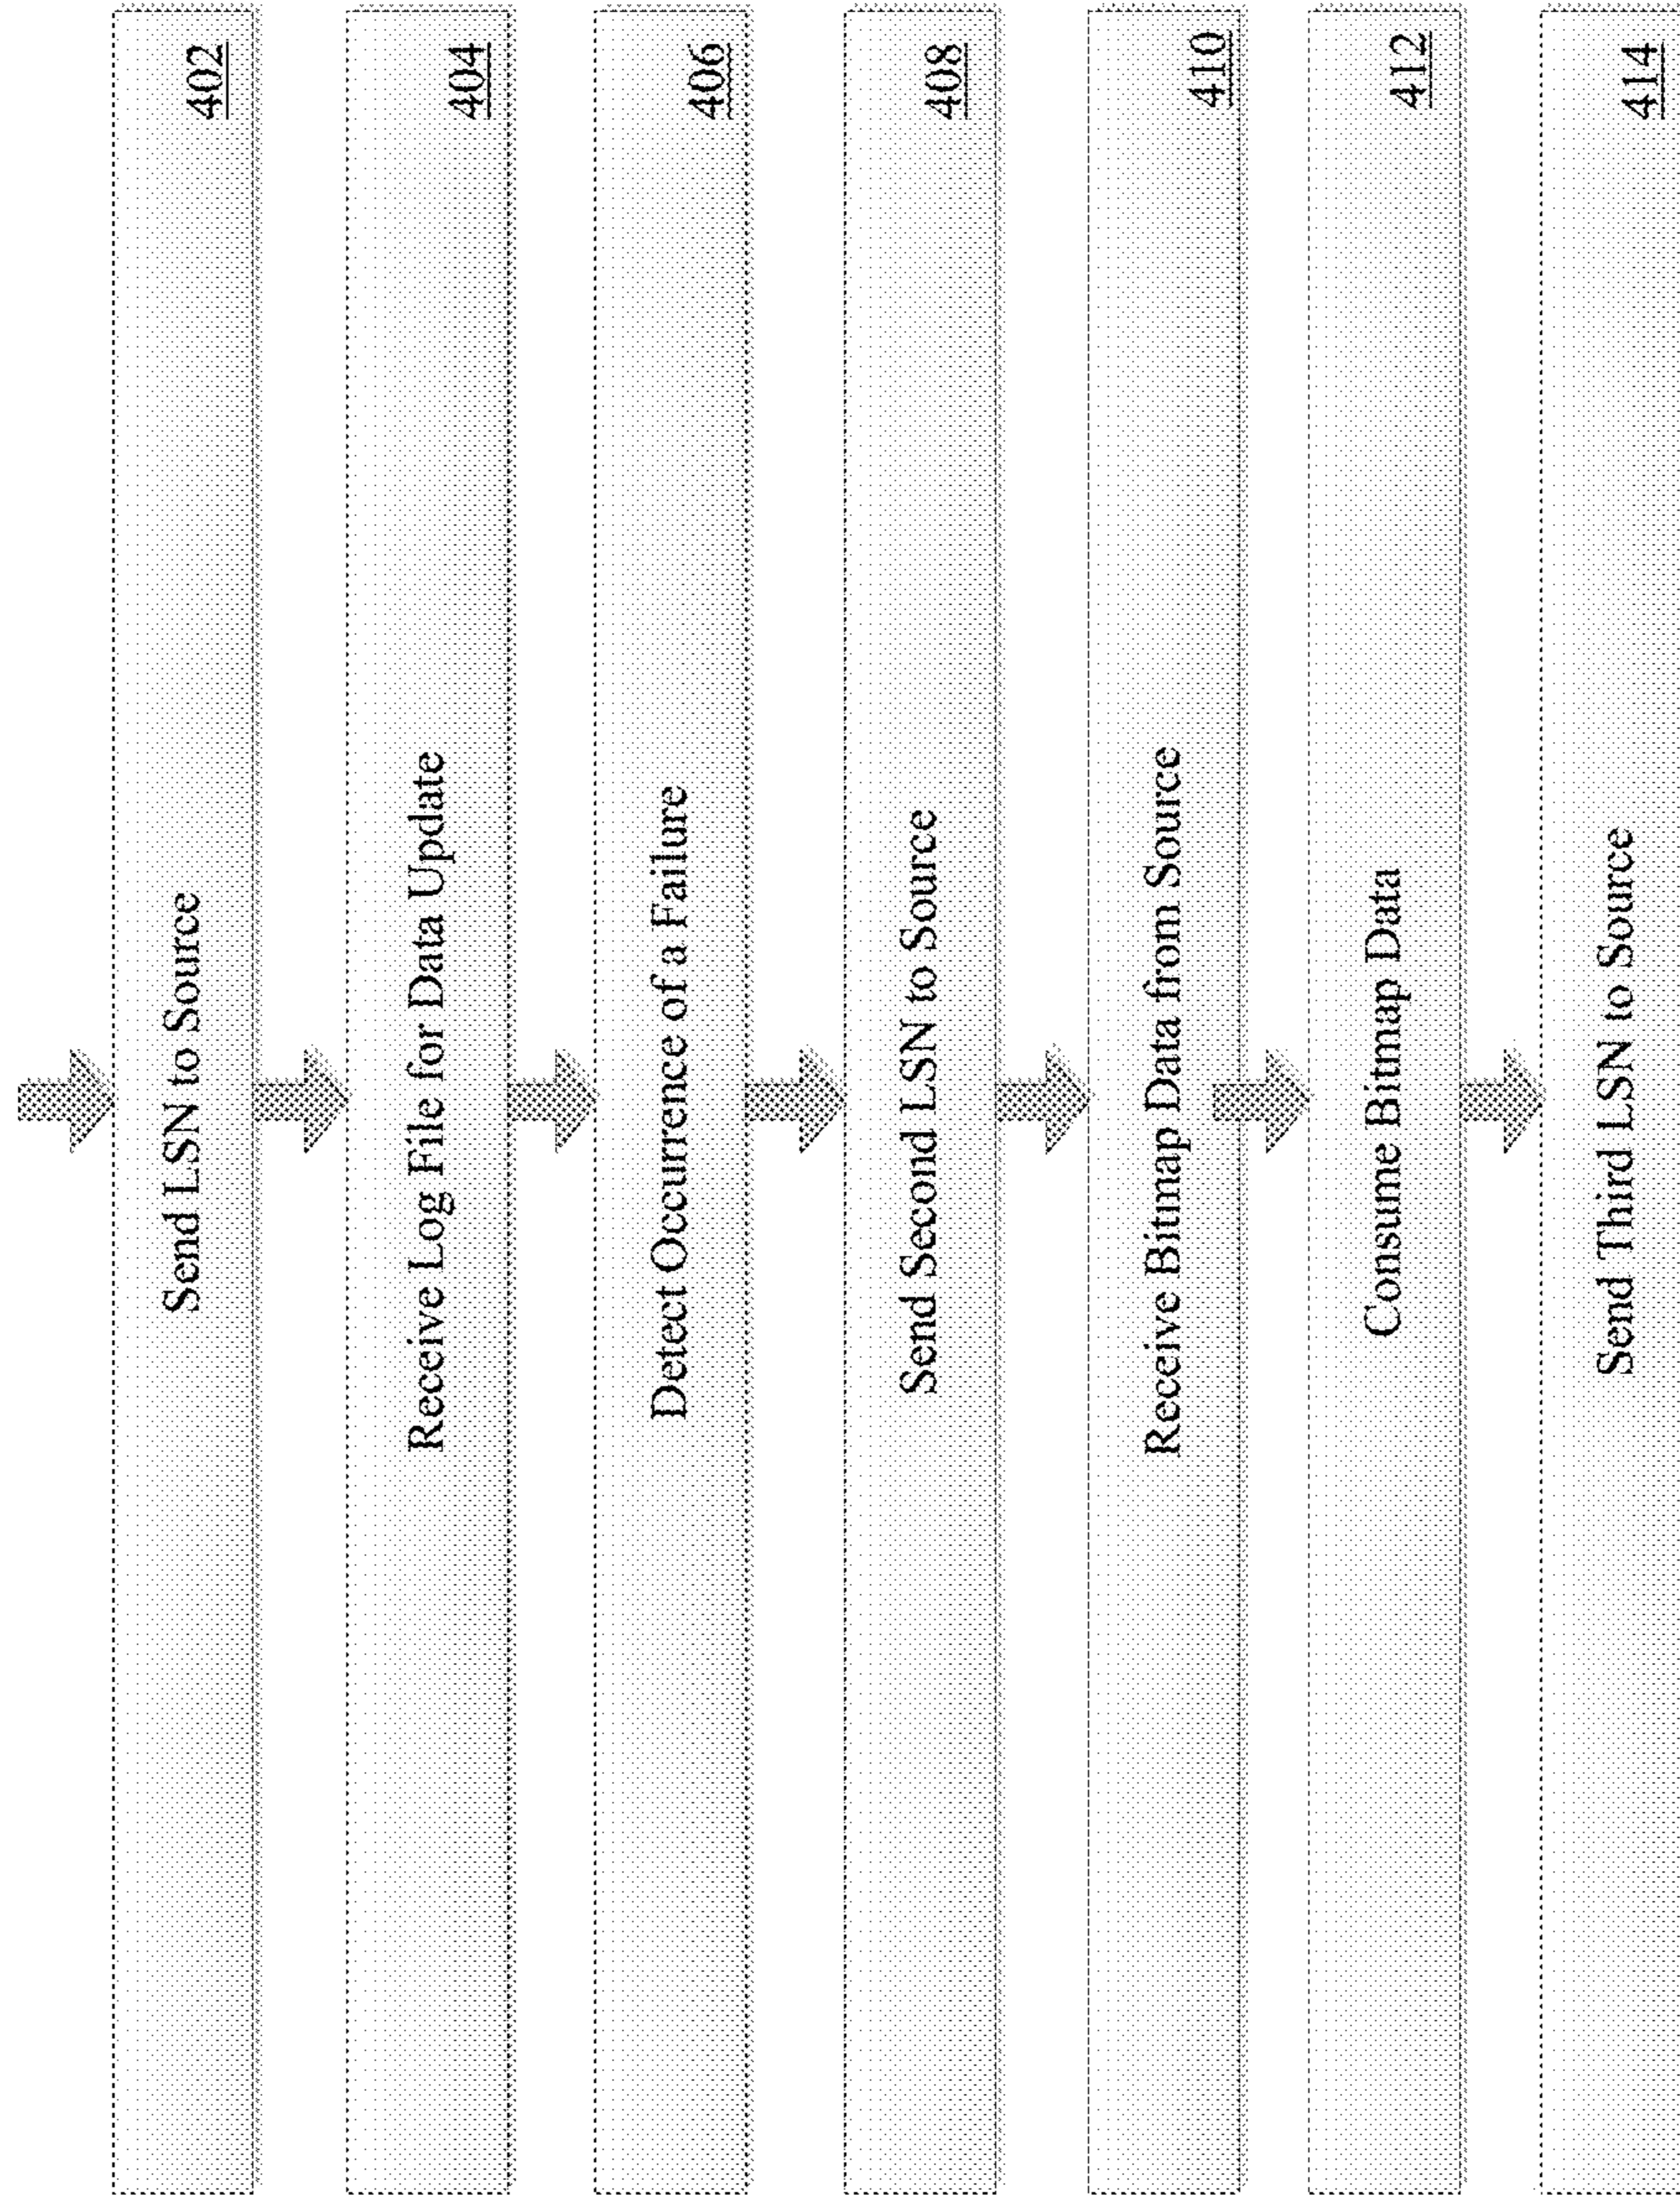 Send LSN to Source
402
Receive Log File for Data Update
404
Detect Occurrence of a Failure
406
Send Second LSN to Source
408
Receive Bitmap Data from Source
410
Consume Bitmap Data
412
Send Third LSN to Source
414